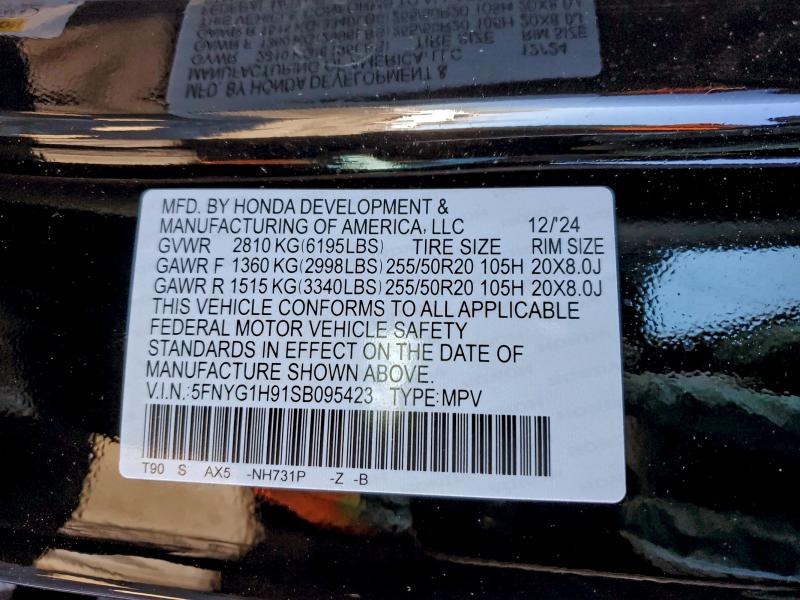 MFD. BY HONDA DEVELOPMENT &
MANUFACTURING OF AMERICA, LLC 12/'24
GVWR 2810 KG(6195LBS) TIRE SIZE RIM SIZE
GAWR F 1360 KG(2998LBS) 255/50R20 105H 20X8.0J
GAWR R 1515 KG(3340LBS) 255/50R20 105H 20X8.0J
THIS VEHICLE CONFORMS TO ALL APPLICABLE
FEDERAL MOTOR VEHICLE SAFETY
STANDARDS IN EFFECT ON THE DATE OF
MANUFACTURE SHOWN ABOVE.
V.I.N.:5FNYG1H91SB095423 TYPE:MPV
T90 S AX5 -NH731P -Z -B